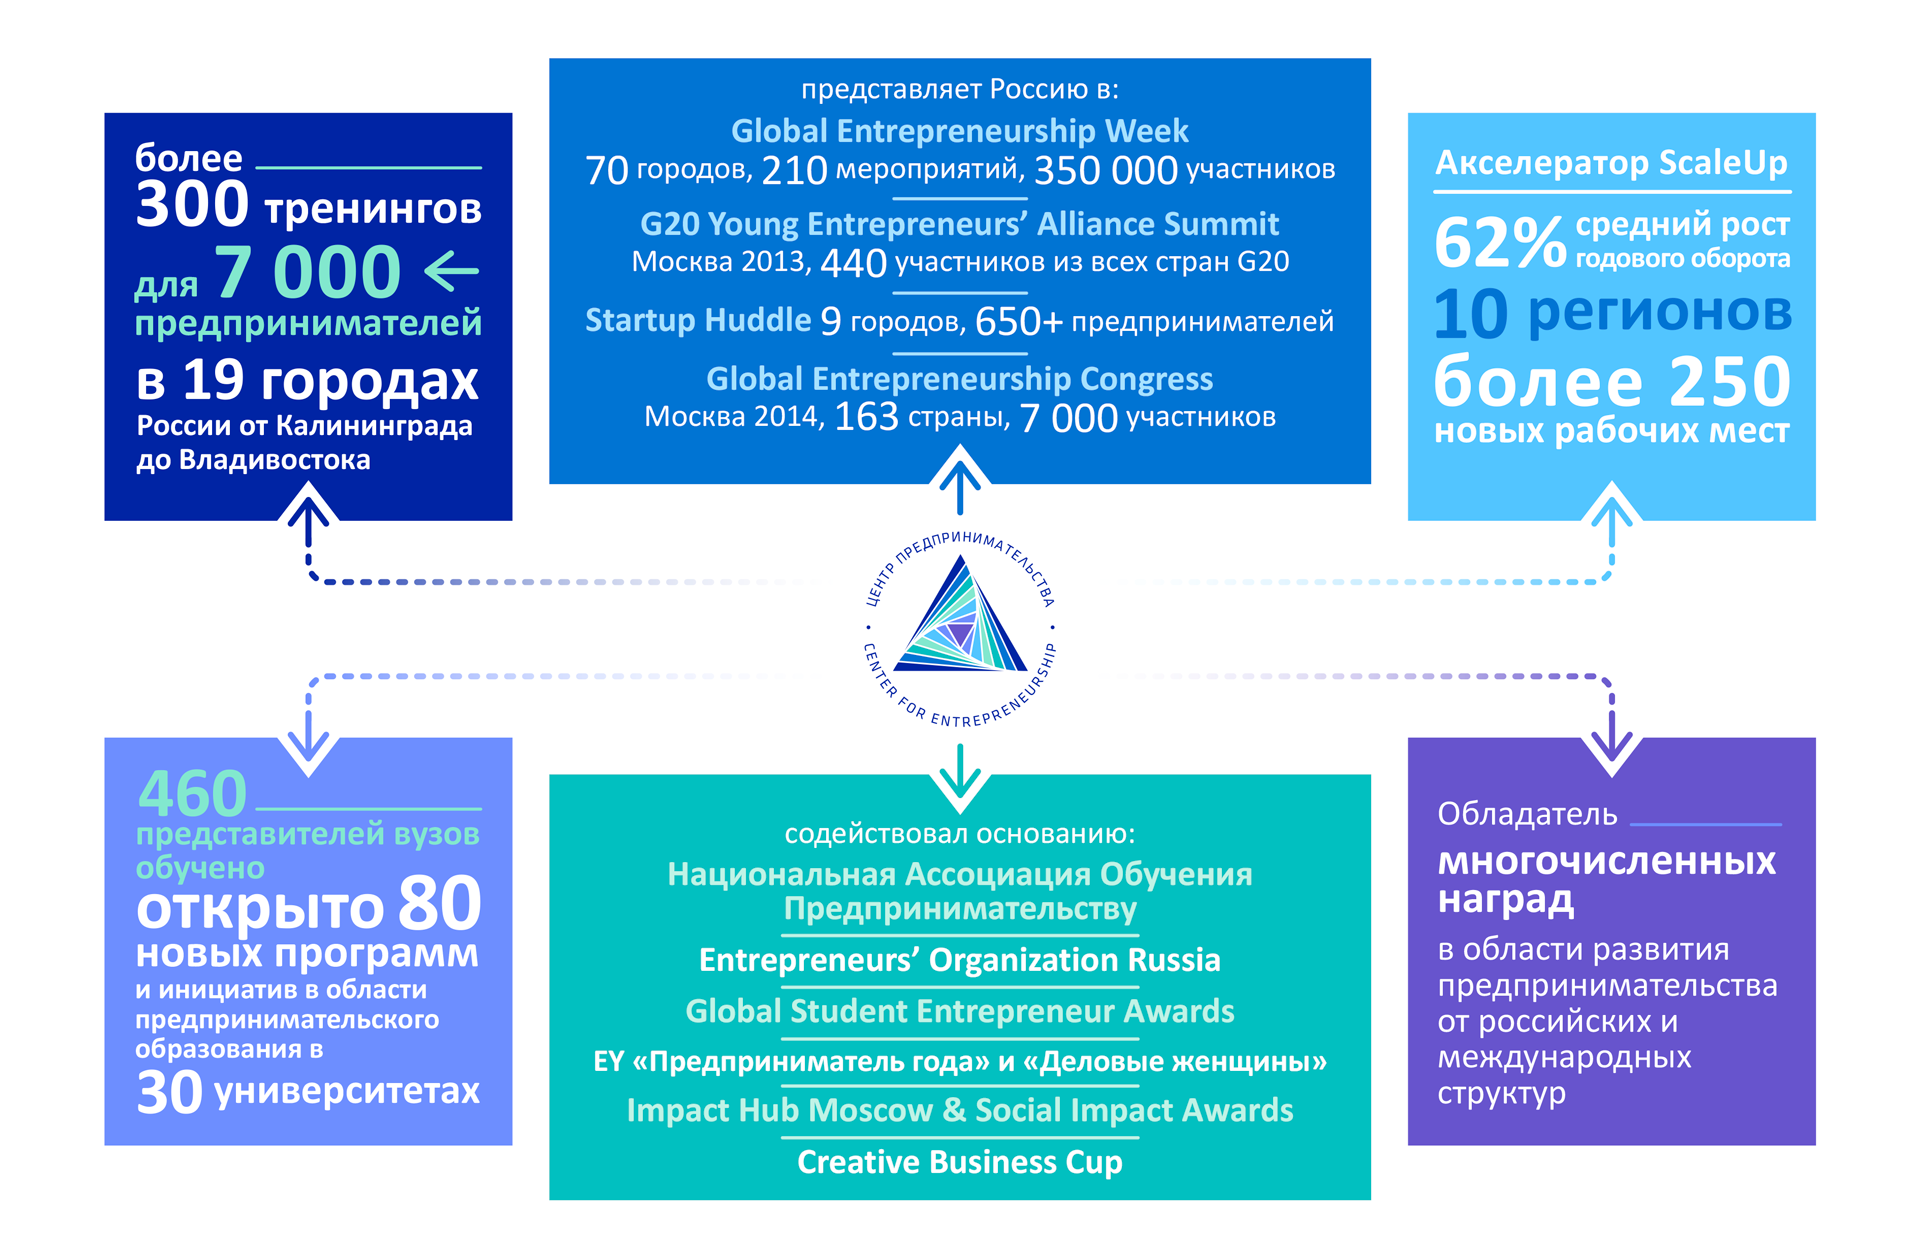 более
300 тренингов
для 7 000
предпринимателей
в 19 городах
России от Калининграда
до Владивостока
представляет Россию в:
Global Entrepreneurship Week
70 городов, 210 мероприятий, 350 000 участников
G20 Young Entrepreneurs’ Alliance Summit
Москва 2013, 440 участников из всех стран G20
Startup Huddle 9 городов, 650+ предпринимателей
Global Entrepreneurship Congress
Москва 2014, 163 страны, 7 000 участников
Акселератор ScaleUp
62% средний рост
годового оборота
10 регионов
более 250
новых рабочих мест
ЦЕНТР ПРЕДПРИНИМАТЕЛЬСТВА
CENTER FOR ENTREPRENEURSHIP
460
представителей вузов
обучено
открыто 80
новых программ
и инициатив в области
предпринимательского
образования в
30 университетах
содействовал основанию:
Национальная Ассоциация Обучения
Предпринимательству
Entrepreneurs’ Organization Russia
Global Student Entrepreneur Awards
EY «Предприниматель года» и «Деловые женщины»
Impact Hub Moscow & Social Impact Awards
Creative Business Cup
Обладатель
многочисленных
наград
в области развития
предпринимательства
от российских и
международных
структур